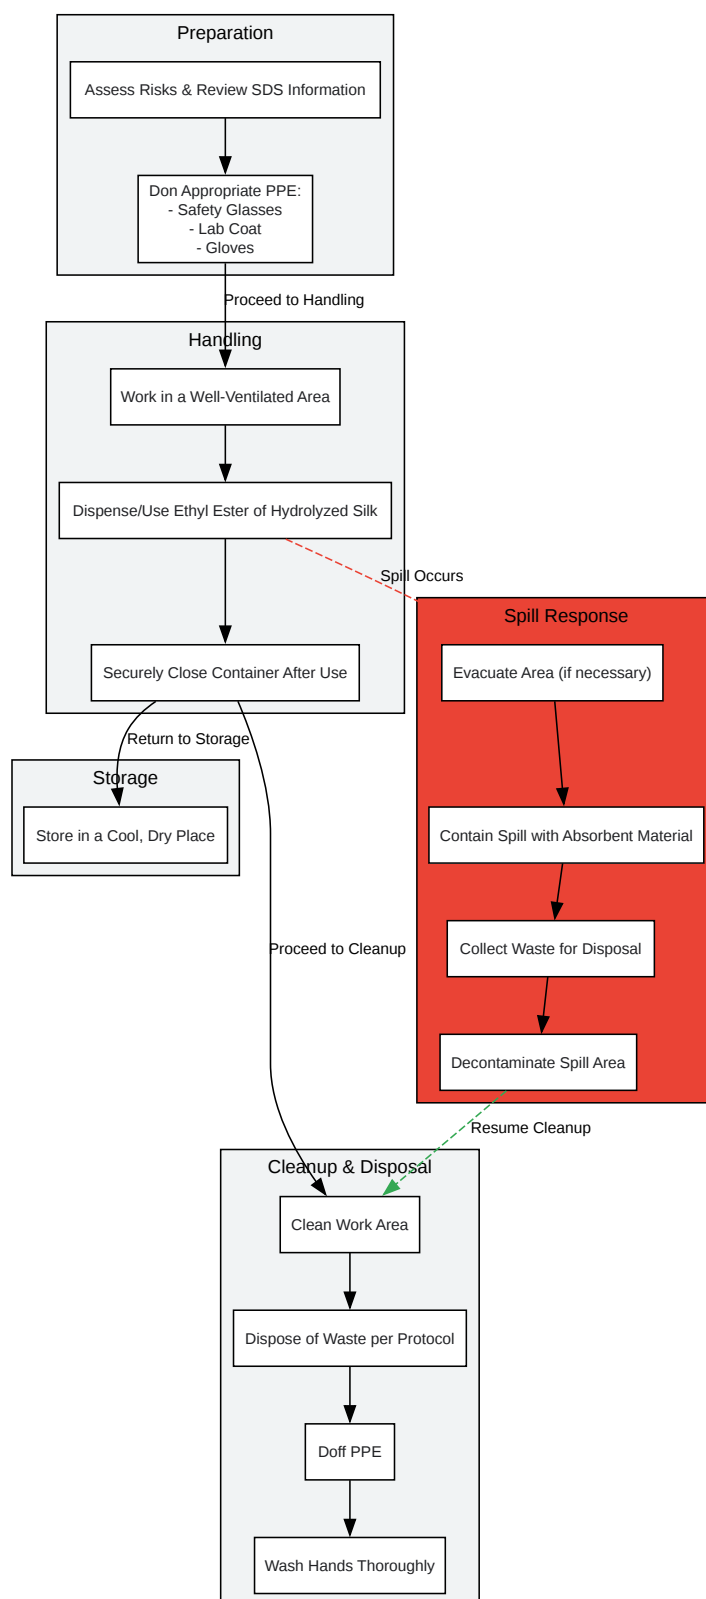 Preparation
Assess Risks & Review SDS Information
Don Appropriate PPE:
- Safety Glasses
- Lab Coat
- Gloves
Proceed to Handling
Handling
Work in a Well-Ventilated Area
Dispense/Use Ethyl Ester of Hydrolyzed Silk
Spill Occurs
Spill Response
Evacuate Area (if necessary)
Securely Close Container After Use
Return to Storage
Storage
Store in a Cool, Dry Place
Contain Spill with Absorbent Material
Proceed to Cleanup
Collect Waste for Disposal
Decontaminate Spill Area
Resume Cleanup
Cleanup & Disposal
Clean Work Area
Dispose of Waste per Protocol
Doff PPE
Wash Hands Thoroughly